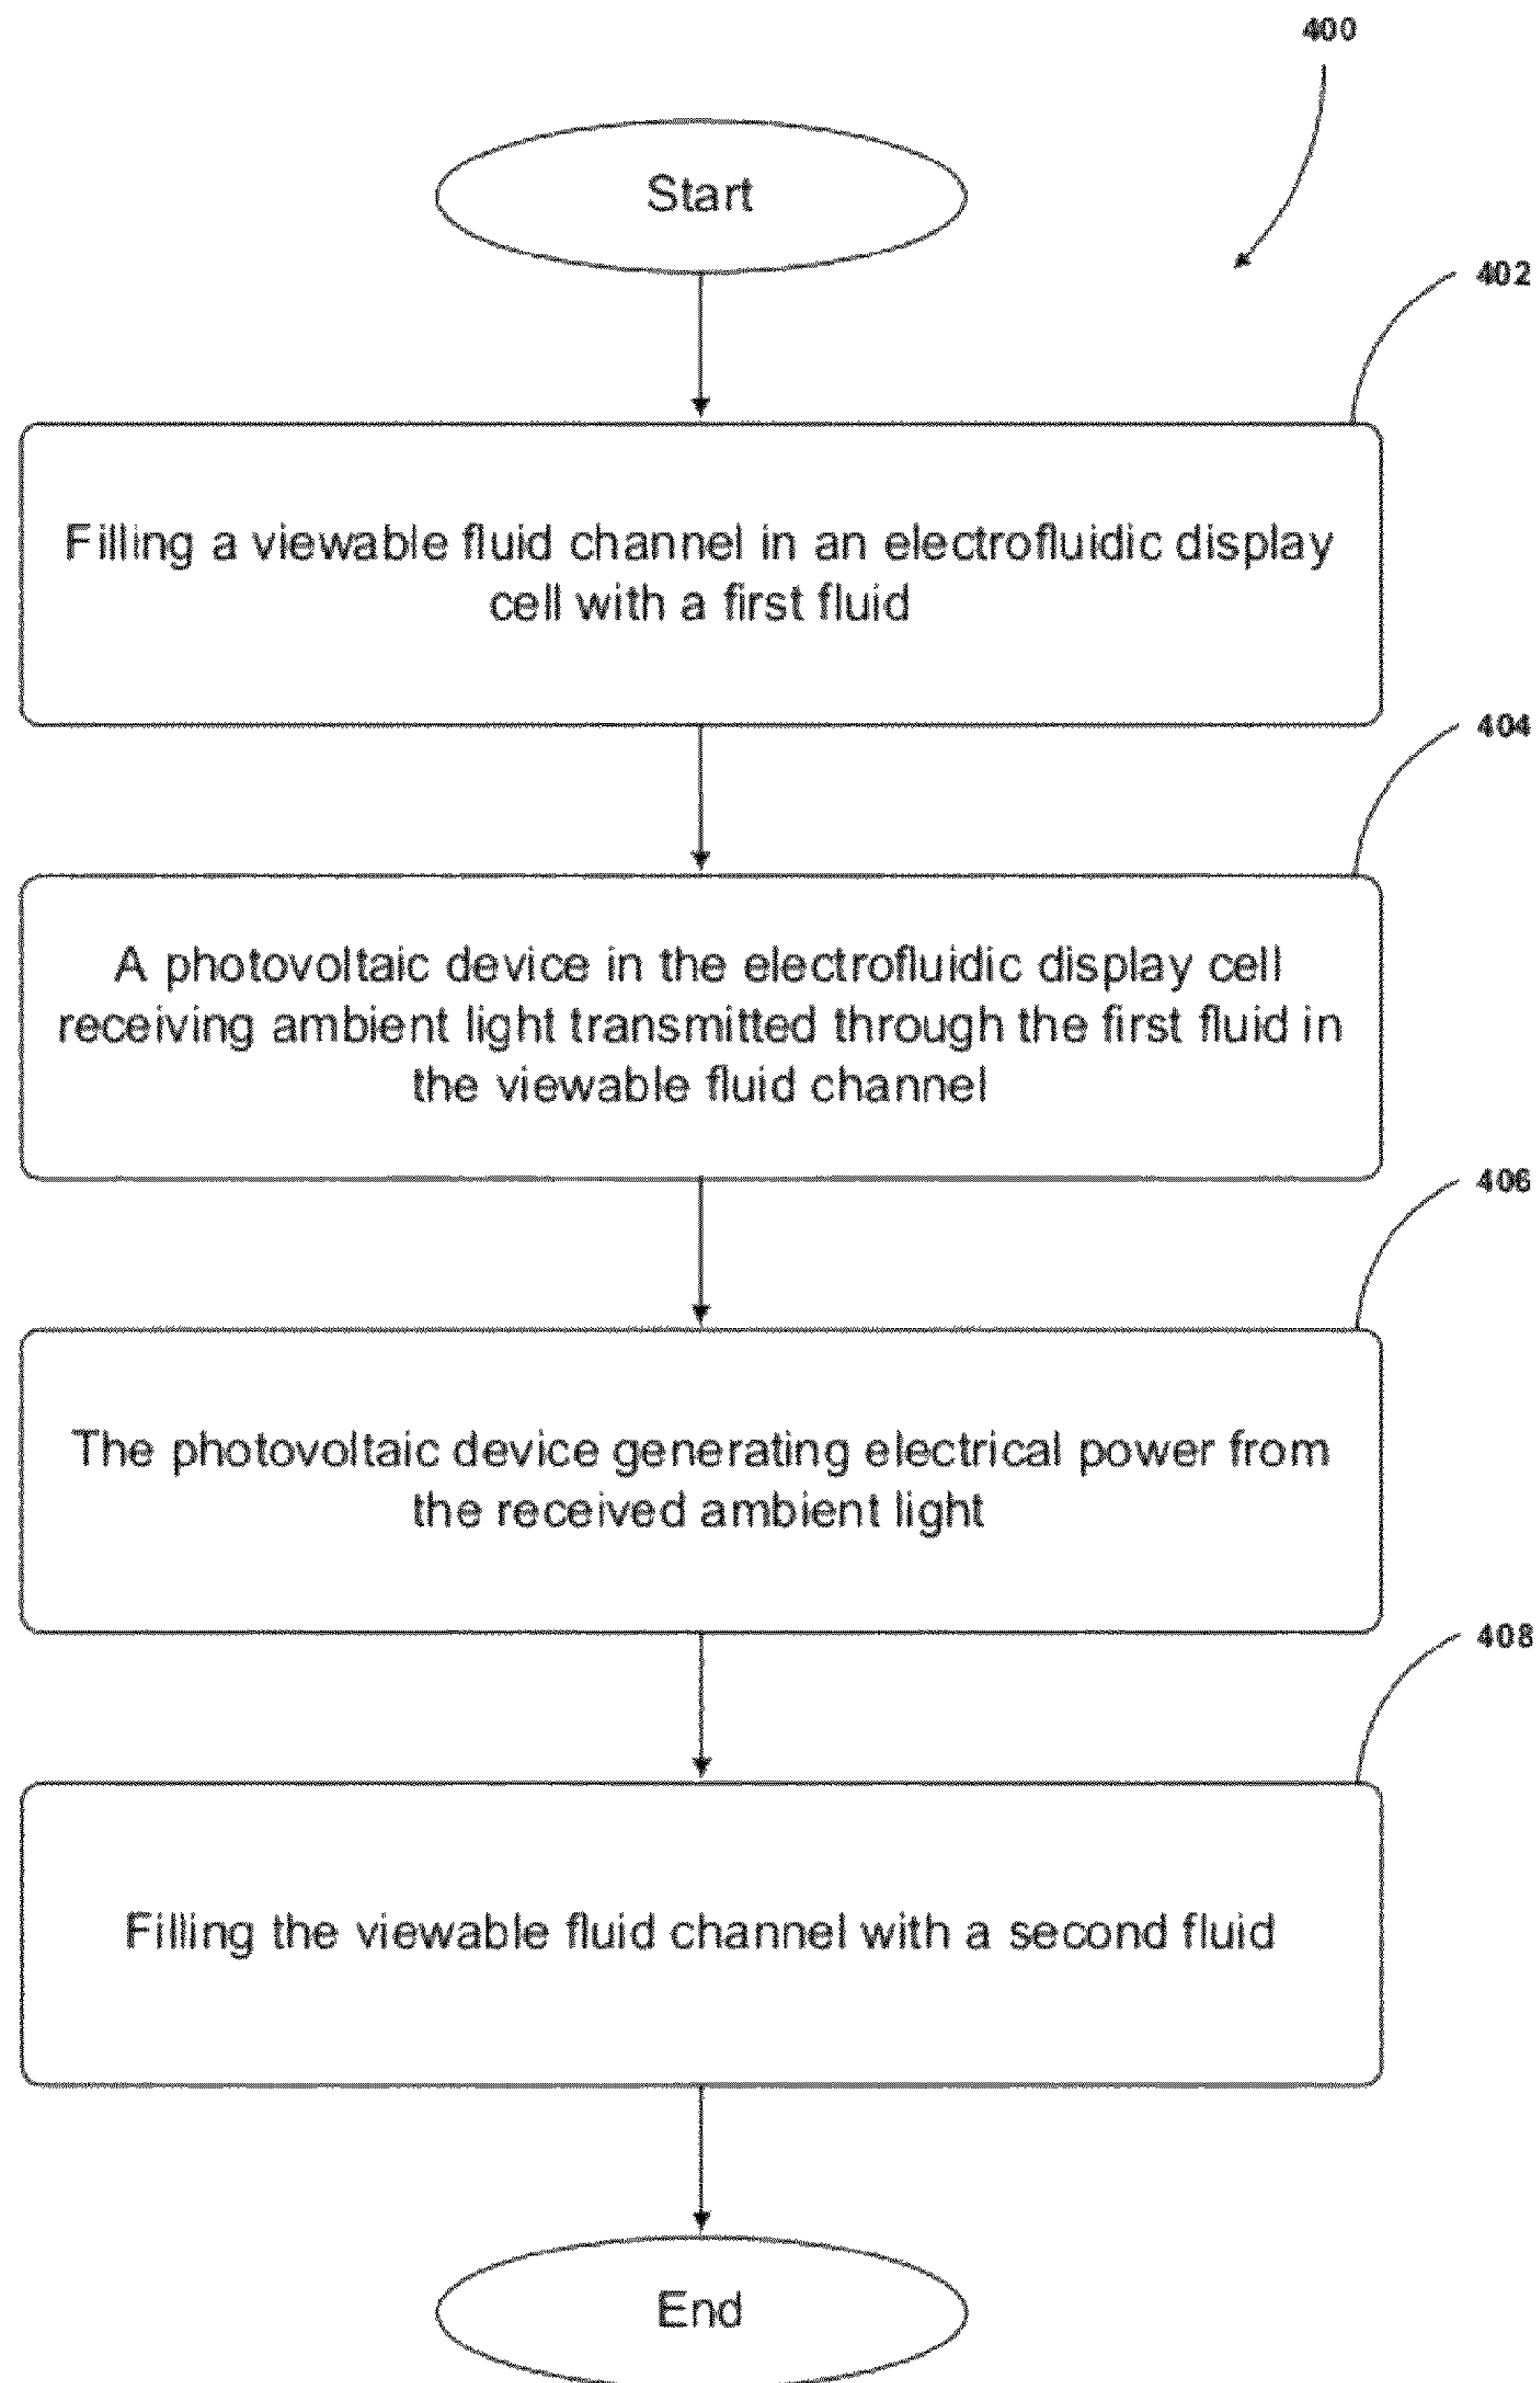 400
Start
402
Filling a viewable fluid channel in an electrofluidic display
cell with a first fluid
404
A photovoltaic device in the electrofluidic display cell
receiving ambient light transmitted through the first fluid in
the viewable fluid channel
406
The photovoltaic device generating electrical power from
the received ambient light
408
Filling the viewable fluid channel with a second fluid
End